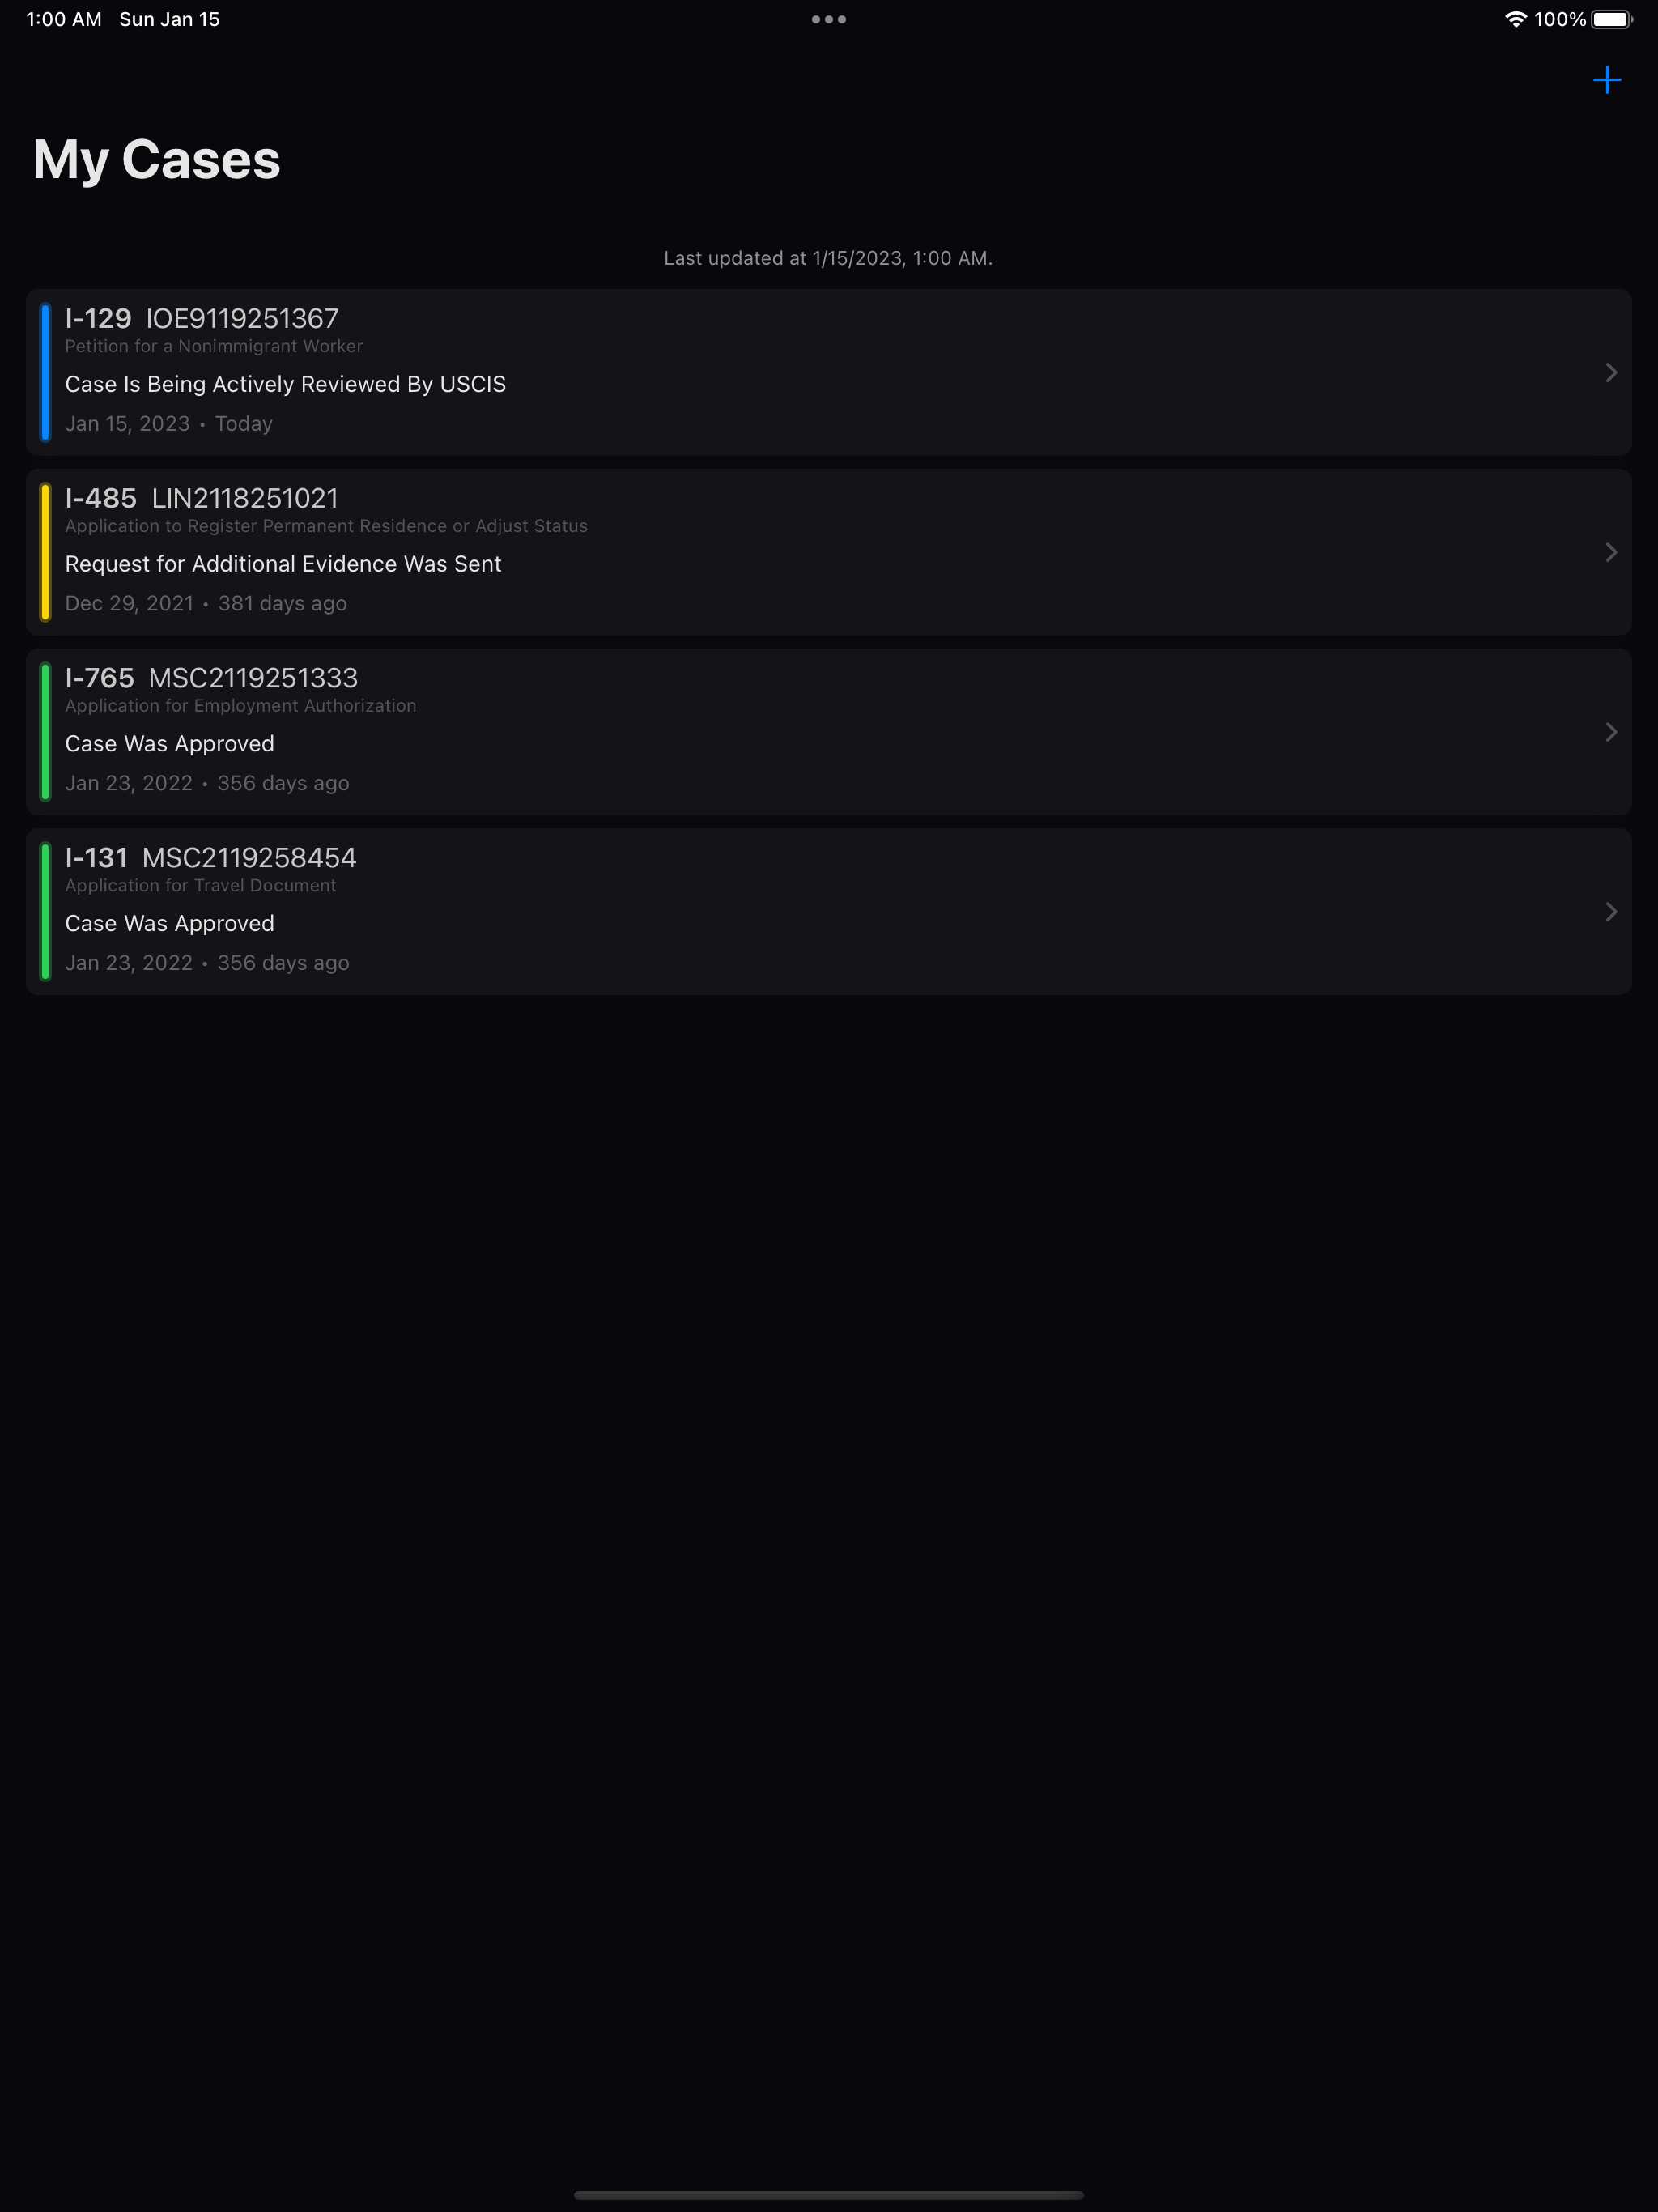 1:00 AM Sun Jan 15
100%
My Cases
Last updated at 1/15/2023, 1:00 AM.
I-129 IOE9119251367
Petition for a Nonimmigrant Worker
Case Is Being Actively Reviewed By USCIS
Jan 15, 2023 • Today
I-485 LIN2118251021
Application to Register Permanent Residence or Adjust Status
Request for Additional Evidence Was Sent
Dec 29, 2021 • 381 days ago
I-765 MSC2119251333
Application for Employment Authorization
Case Was Approved
Jan 23, 2022 • 356 days ago
I-131 MSC2119258454
Application for Travel Document
Case Was Approved
Jan 23, 2022 • 356 days ago